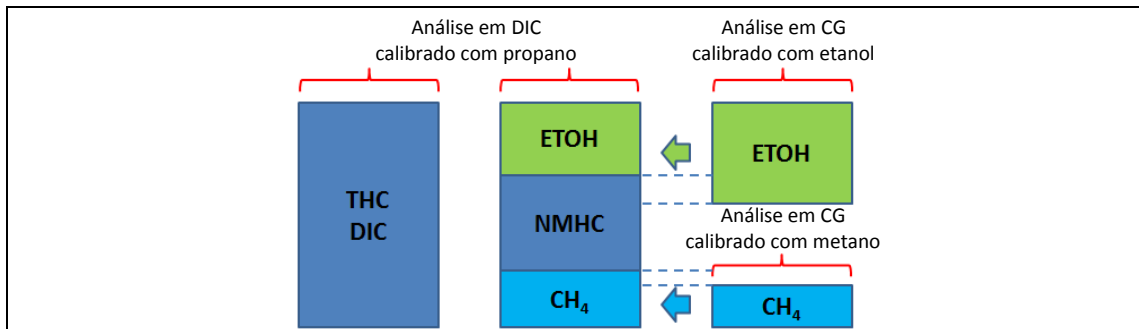 Análise em DIC
calibrado com propano
Análise em CG
calibrado com etanol
THC
DIC
ETOH
NMHC
CH₄
ETOH
Análise em CG
calibrado com metano
CH₄